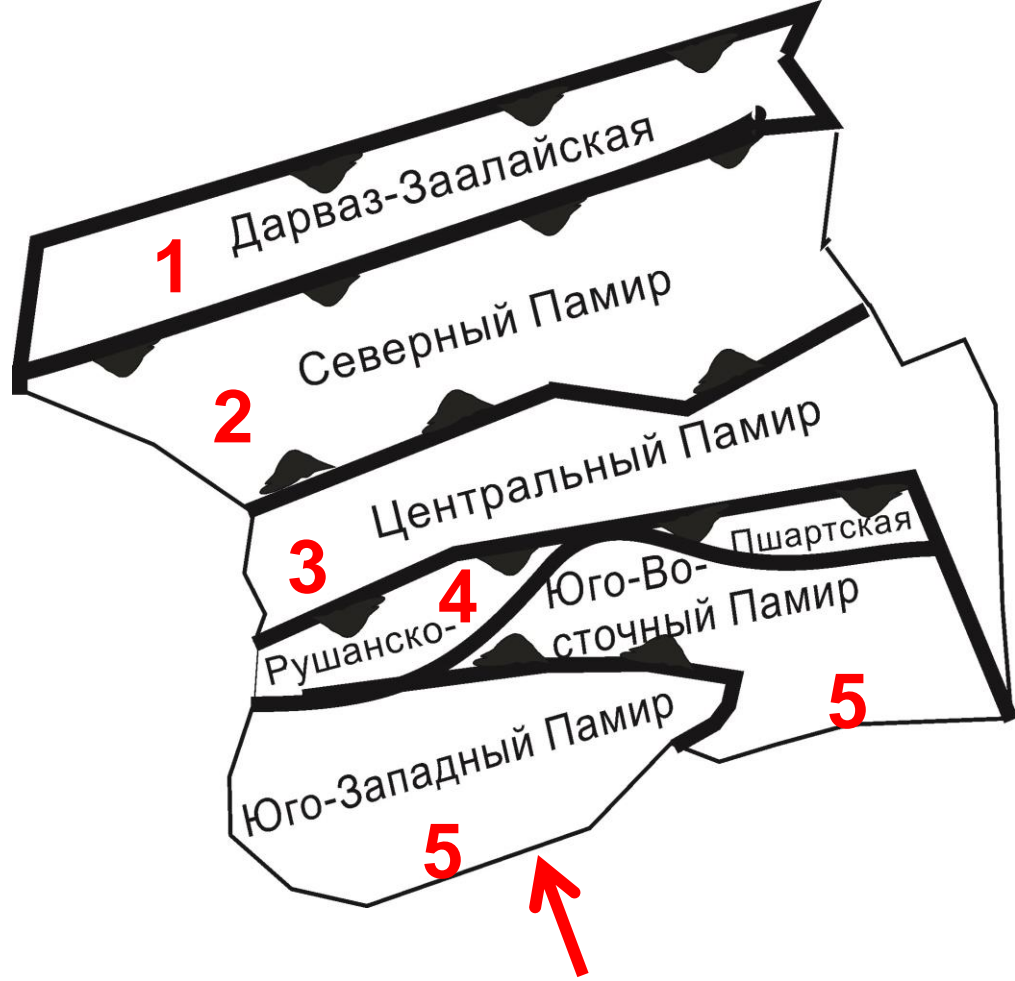 Дарваз-Заалайская
1
Северный Памир
2
Центральный Памир
3
Пшартская
4
Рушанско-
Юго-Во-
сточный Памир
5
Юго-Западный Памир
5